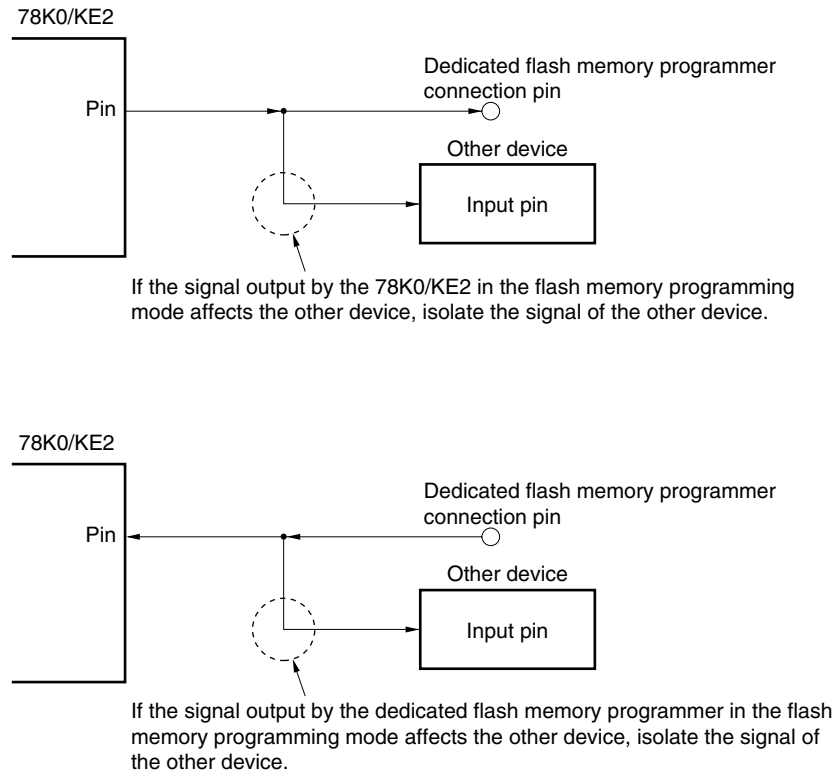 78K0/KE2
Dedicated flash memory programmer
connection pin
Pin
Other device
Input pin
If the signal output by the 78K0/KE2 in the flash memory programming
mode affects the other device, isolate the signal of the other device.
78K0/KE2
Dedicated flash memory programmer
connection pin
Pin
Other device
Input pin
If the signal output by the dedicated flash memory programmer in the flash
memory programming mode affects the other device, isolate the signal of
the other device.